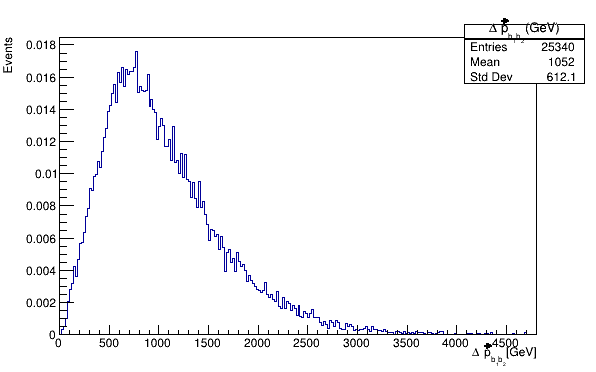 Δ p⃗ b₁b₂ (GeV)
Entries 25340
Mean 1052
Std Dev 612.1
Events
0.018
0.016
0.014
0.012
0.01
0.008
0.006
0.004
0.002
0
0 500 1000 1500 2000 2500 3000 3500 4000 4500
Δ p⃗ b₁b₂ [GeV]